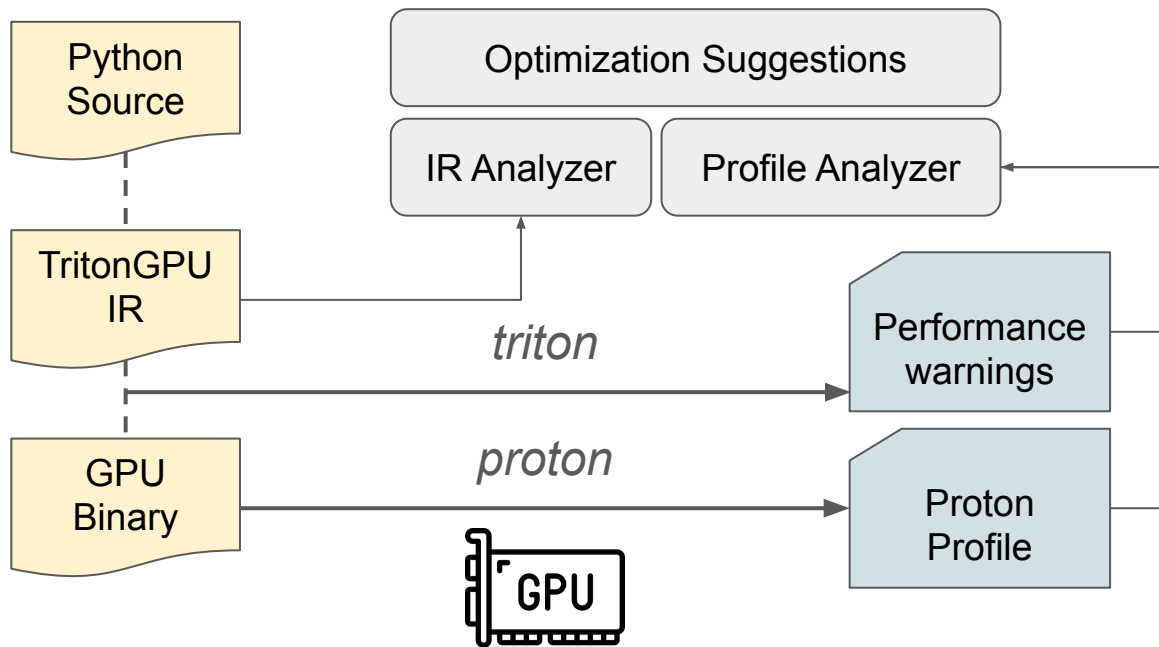 Python
Source
Optimization Suggestions
IR Analyzer
Profile Analyzer
TritonGPU
IR
triton
Performance
warnings
GPU
Binary
proton
Proton
Profile
GPU